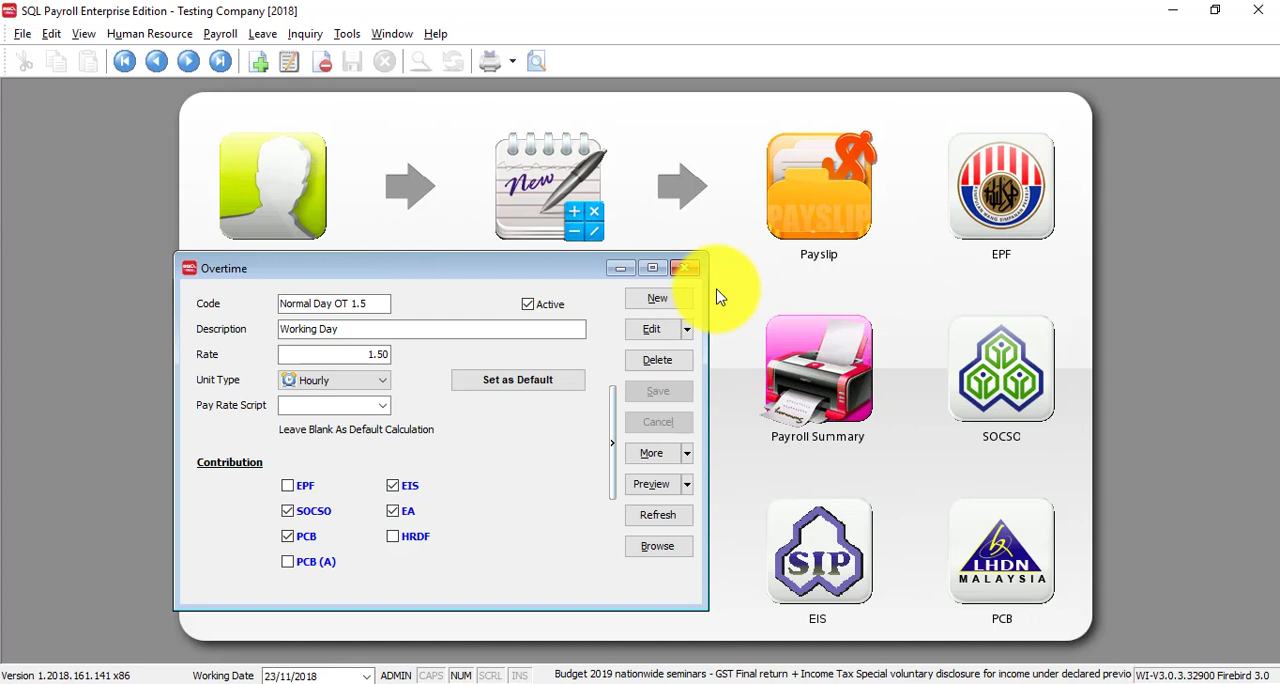 SQL Payroll Enterprise Edition - Testing Company [2018]
File Edit View Human Resource Payroll Leave Inquiry Tools Window Help
New
PAYSLIP
Payslip
EPF
Overtime
Code
Normal Day OT 1.5
Active
New
Description
Working Day
Edit
Rate
1.50
Delete
Unit Type
Hourly
Set as Default
Save
Pay Rate Script
Leave Blank As Default Calculation
Cancel
More
Contribution
EPF
EIS
Preview
SOCSO
EA
Refresh
PCB
HRDF
Browse
PCB (A)
Payroll Summary
SOCSO
SIP
LHDN
MALAYSIA
EIS
PCB
Version 1.2018.161.141 x86
Working Date
23/11/2018
ADMIN CAPS NUM SCRL INS
Budget 2019 nationwide seminars - GST Final return + Income Tax Special voluntary disclosure for income under declared previo
WI-V3.0.3.32900 Firebird 3.0